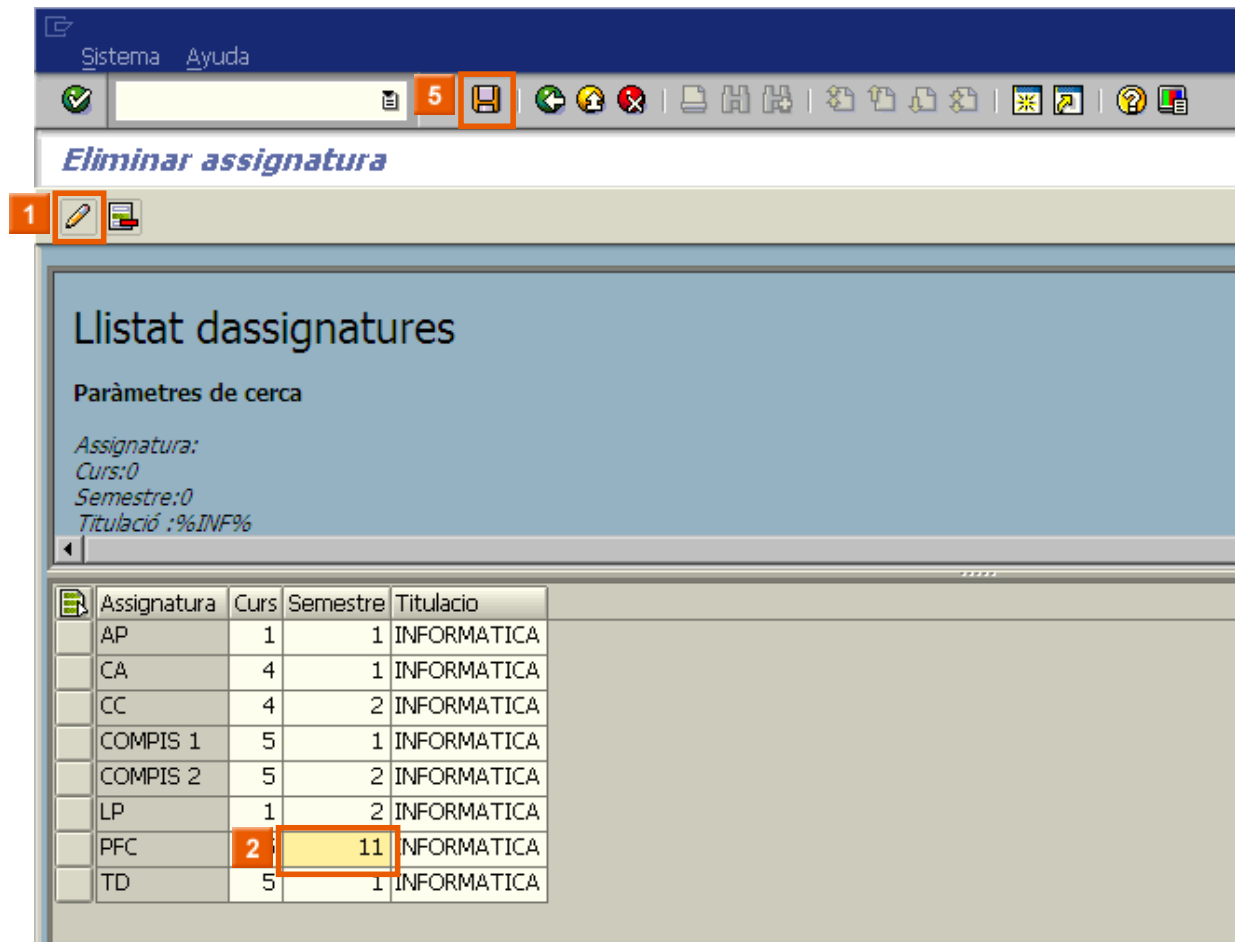 Sistema Ayuda
5
Eliminar assignatura
1
Llistat dassignatures
Paràmetres de cerca
Assignatura:
Curs:0
Semestre:0
Titulació :%INF%
Assignatura Curs Semestre Titulacio
AP 1 1 INFORMATICA
CA 4 1 INFORMATICA
CC 4 2 INFORMATICA
COMPIS 1 5 1 INFORMATICA
COMPIS 2 5 2 INFORMATICA
LP 1 2 INFORMATICA
PFC 2 11 INFORMATICA
TD 5 1 INFORMATICA